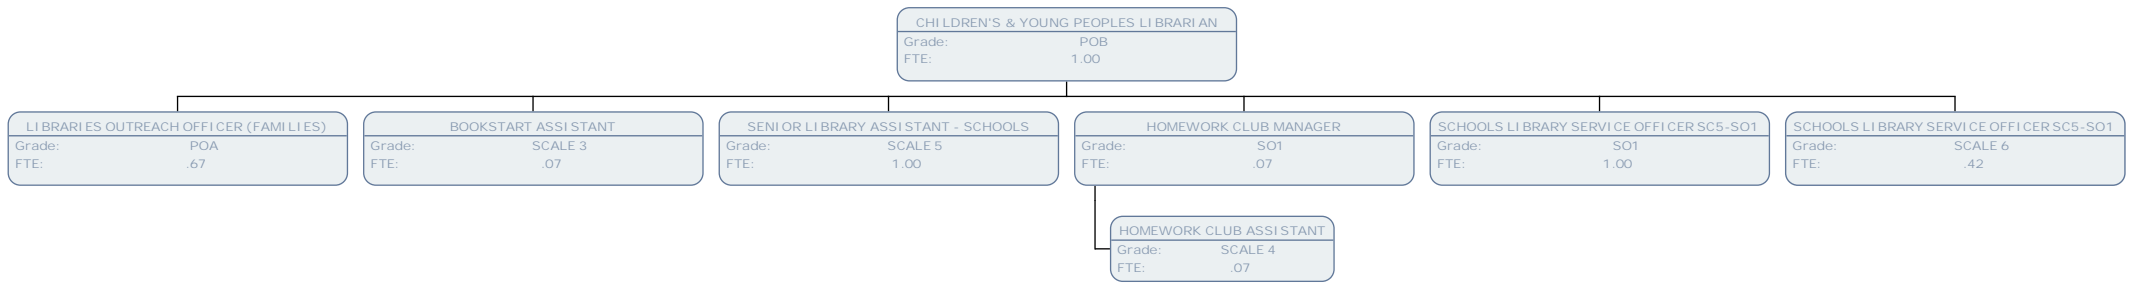 CHILDREN'S & YOUNG PEOPLES LIBRARIAN
Grade: POB
FTE: 1.00
LIBRARIES OUTREACH OFFICER (FAMILIES)
Grade: POA
FTE: .67
BOOKSTART ASSISTANT
Grade: SCALE 3
FTE: .07
SENIOR LIBRARY ASSISTANT - SCHOOLS
Grade: SCALE 5
FTE: 1.00
HOMEWORK CLUB MANAGER
Grade: SO1
FTE: .07
SCHOOLS LIBRARY SERVICE OFFICER SC5-SO1
Grade: SO1
FTE: 1.00
SCHOOLS LIBRARY SERVICE OFFICER SC5-SO1
Grade: SCALE 6
FTE: .42
HOMEWORK CLUB ASSISTANT
Grade: SCALE 4
FTE: .07